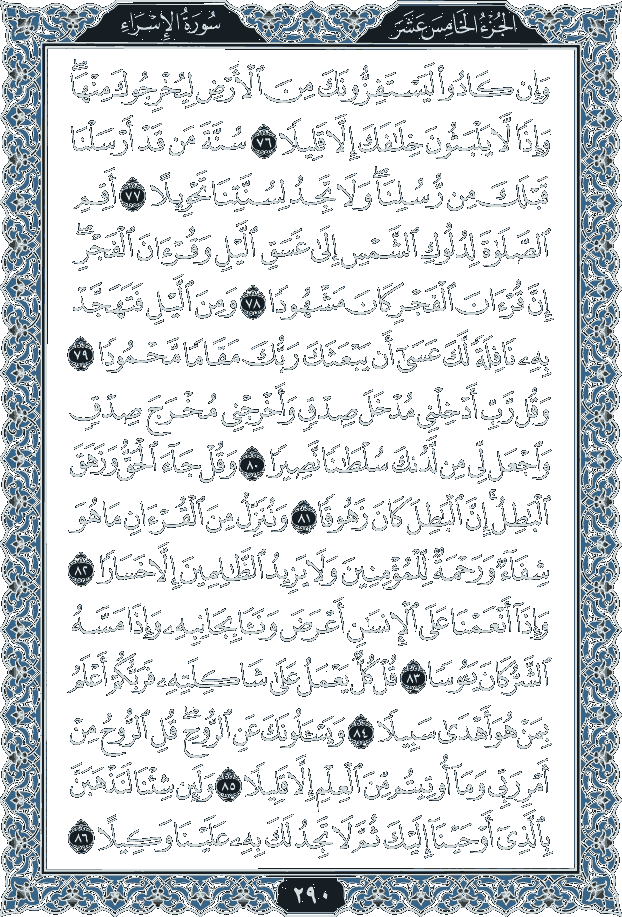 الجزء الخامس عشر
سورة الإسراء
وَإِن كَادُوا۟ لَيَسْتَفِزُّونَكَ مِنَ ٱلْأَرْضِ لِيُخْرِجُوكَ مِنْهَا ۖ
وَإِذًا لَّا يَلْبَثُونَ خِلَـٰفَكَ إِلَّا قَلِيلًا ٧٦ سُنَّةَ مَن قَدْ أَرْسَلْنَا
قَبْلَكَ مِن رُّسُلِنَا ۖ وَلَا تَجِدُ لِسُنَّتِنَا تَحْوِيلًا ٧٧ أَقِمِ
ٱلصَّلَوٰةَ لِدُلُوكِ ٱلشَّمْسِ إِلَىٰ غَسَقِ ٱلَّيْلِ وَقُرْءَانَ ٱلْفَجْرِ ۖ
إِنَّ قُرْءَانَ ٱلْفَجْرِ كَانَ مَشْهُودًا ٧٨ وَمِنَ ٱلَّيْلِ فَتَهَجَّدْ
بِهِۦ نَافِلَةً لَّكَ عَسَىٰٓ أَن يَبْعَثَكَ رَبُّكَ مَقَامًا مَّحْمُودًا ٧٩
وَقُل رَّبِّ أَدْخِلْنِى مُدْخَلَ صِدْقٍ وَأَخْرِجْنِى مُخْرَجَ صِدْقٍ
وَٱجْعَل لِّى مِن لَّدُنكَ سُلْطَـٰنًا نَّصِيرًا ٨٠ وَقُلْ جَآءَ ٱلْحَقُّ وَزَهَقَ
ٱلْبَـٰطِلُ ۚ إِنَّ ٱلْبَـٰطِلَ كَانَ زَهُوقًا ٨١ وَنُنَزِّلُ مِنَ ٱلْقُرْءَانِ مَا هُوَ
شِفَآءٌ وَرَحْمَةٌ لِّلْمُؤْمِنِينَ ۙ وَلَا يَزِيدُ ٱلظَّـٰلِمِينَ إِلَّا خَسَارًا ٨٢
وَإِذَآ أَنْعَمْنَا عَلَى ٱلْإِنسَـٰنِ أَعْرَضَ وَنَـَٔا بِجَانِبِهِۦ ۖ وَإِذَا مَسَّهُ
ٱلشَّرُّ كَانَ يَـُٔوسًا ٨٣ قُلْ كُلٌّ يَعْمَلُ عَلَىٰ شَاكِلَتِهِۦ فَرَبُّكُمْ أَعْلَمُ
بِمَنْ هُوَ أَهْدَىٰ سَبِيلًا ٨٤ وَيَسْـَٔلُونَكَ عَنِ ٱلرُّوحِ ۖ قُلِ ٱلرُّوحُ مِنْ
أَمْرِ رَبِّى وَمَآ أُوتِيتُم مِّنَ ٱلْعِلْمِ إِلَّا قَلِيلًا ٨٥ وَلَئِن شِئْنَا لَنَذْهَبَنَّ
بِٱلَّذِىٓ أَوْحَيْنَآ إِلَيْكَ ثُمَّ لَا تَجِدُ لَكَ بِهِۦ عَلَيْنَا وَكِيلًا ٨٦
٢٩٠